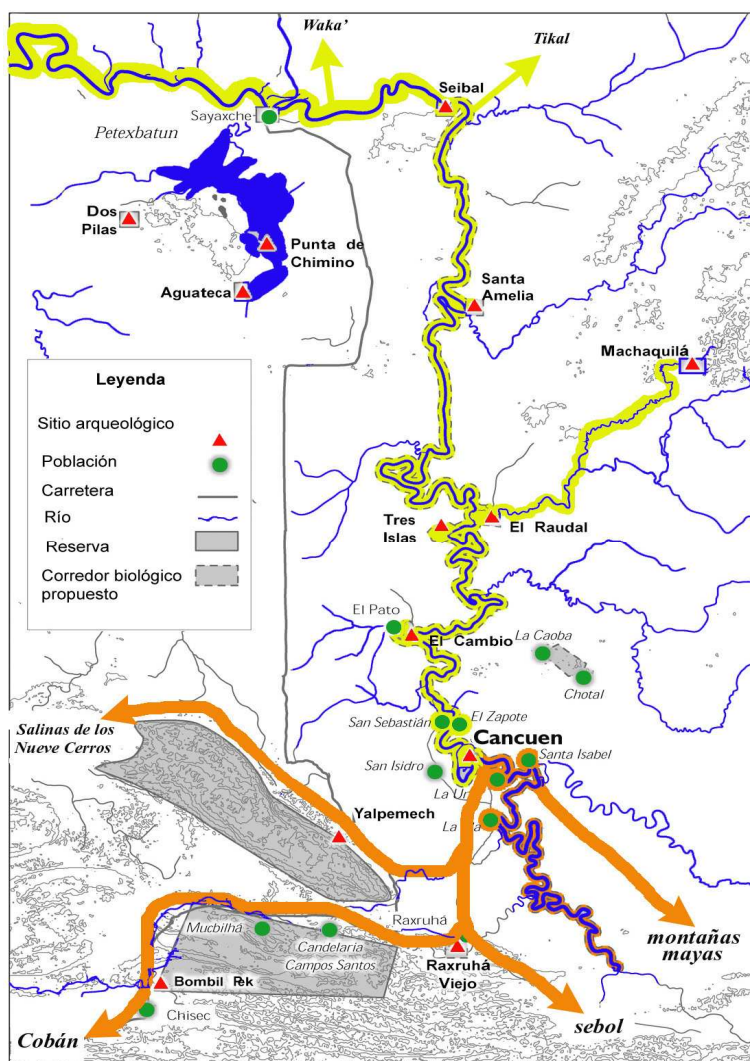 Waka'
Tikal
Seibal
Sayaxche
Petexbatun
Dos
Pilas
Punta de
Chimino
Aguateca
Santa
Amelia
Machaquilá
Leyenda
Sitio arqueológico
Población
Carretera
Río
Reserva
Corredor biológico
propuesto
Tres
Islas
El Raudal
El Pato
El Cambio
La Caoba
Chotal
San Sebastián
El Zapote
Cancuen
Santa Isabel
San Isidro
La
La
Salinas de los
Nueve Cerros
Yalpemech
Raxruhá
Mucbilhá
Candelaria
Campos Santos
Raxruhá
Viejo
montañas
mayas
Bombil Pek
Chisec
Cobán
sebol